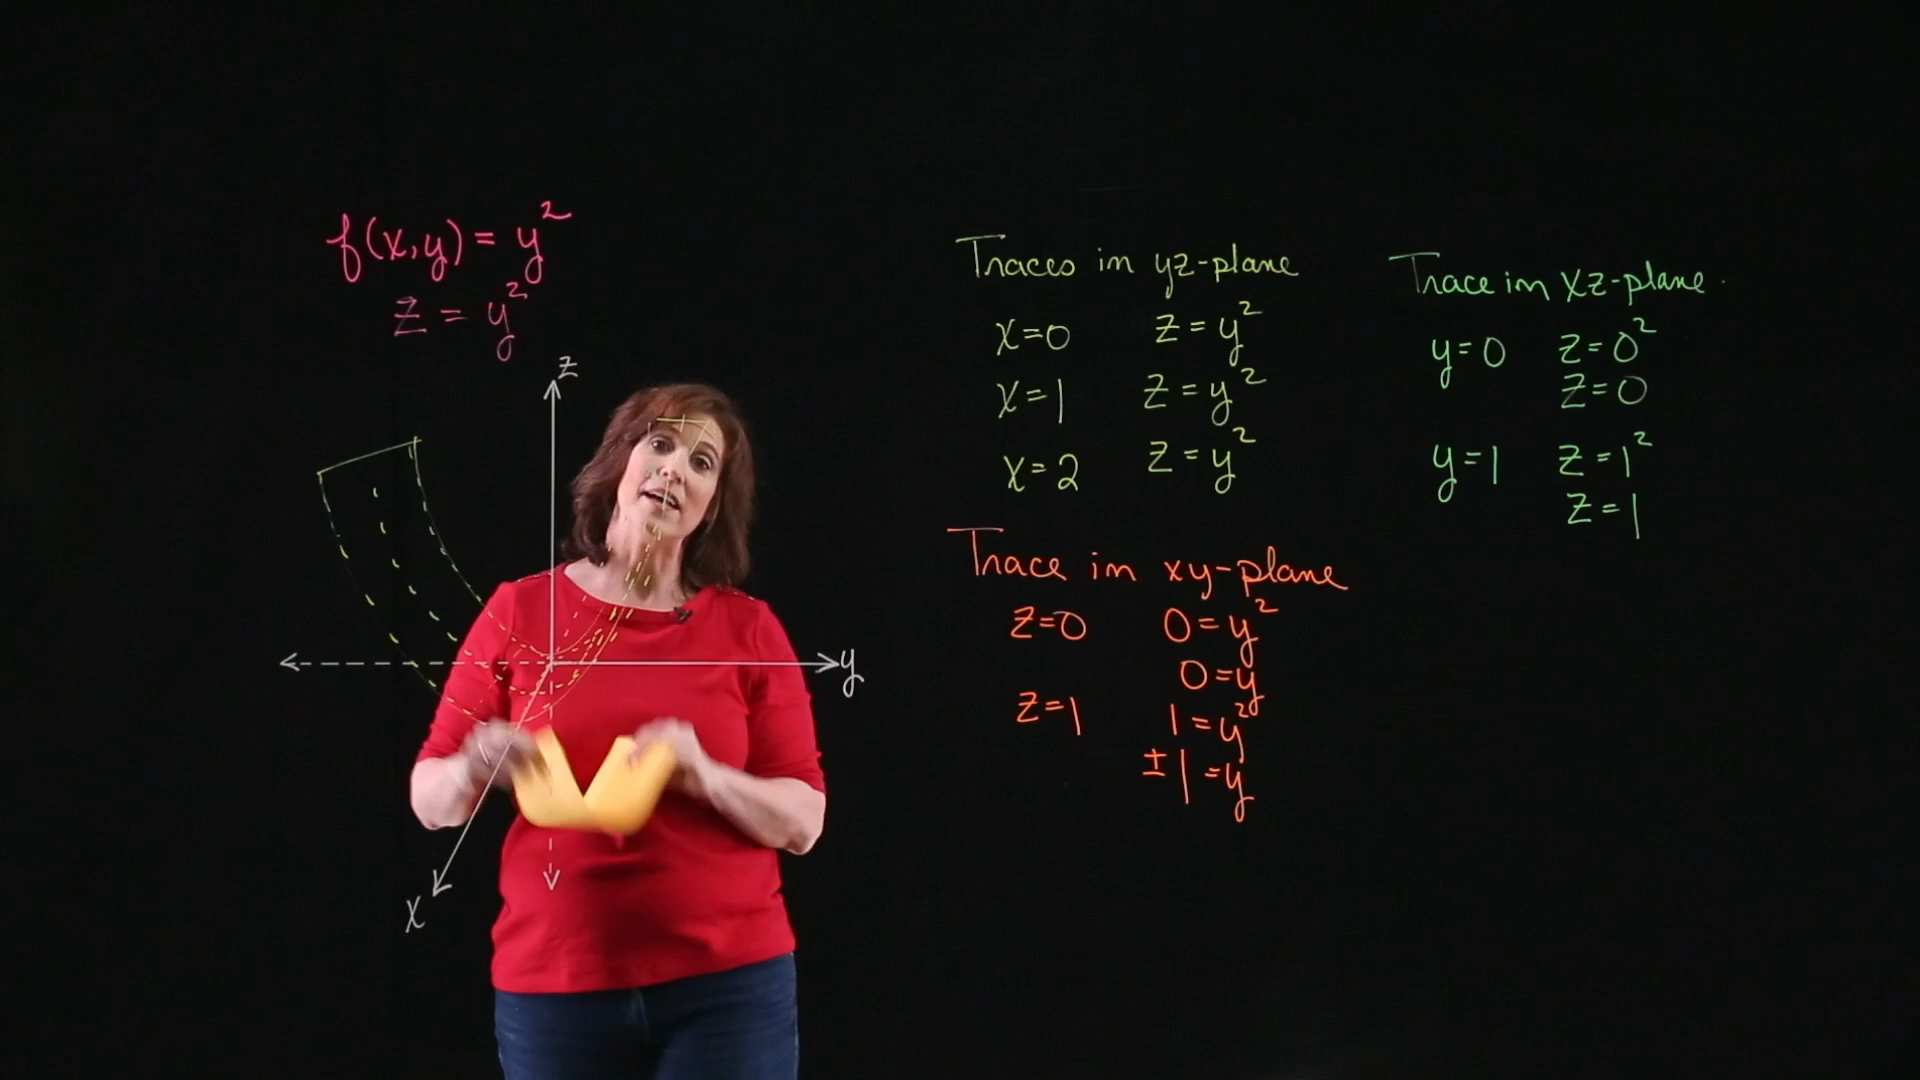 f(x,y) = y²
z = y²
z
y
x
Traces in yz-plane
x=0 z=y²
x=1 z=y²
x=2 z=y²
Trace in xy-plane
z=0 0=y²
0=y
z=1 1=y²
±1=y
Trace in xz-plane.
y=0 z=0²
z=0
y=1 z=1²
z=1